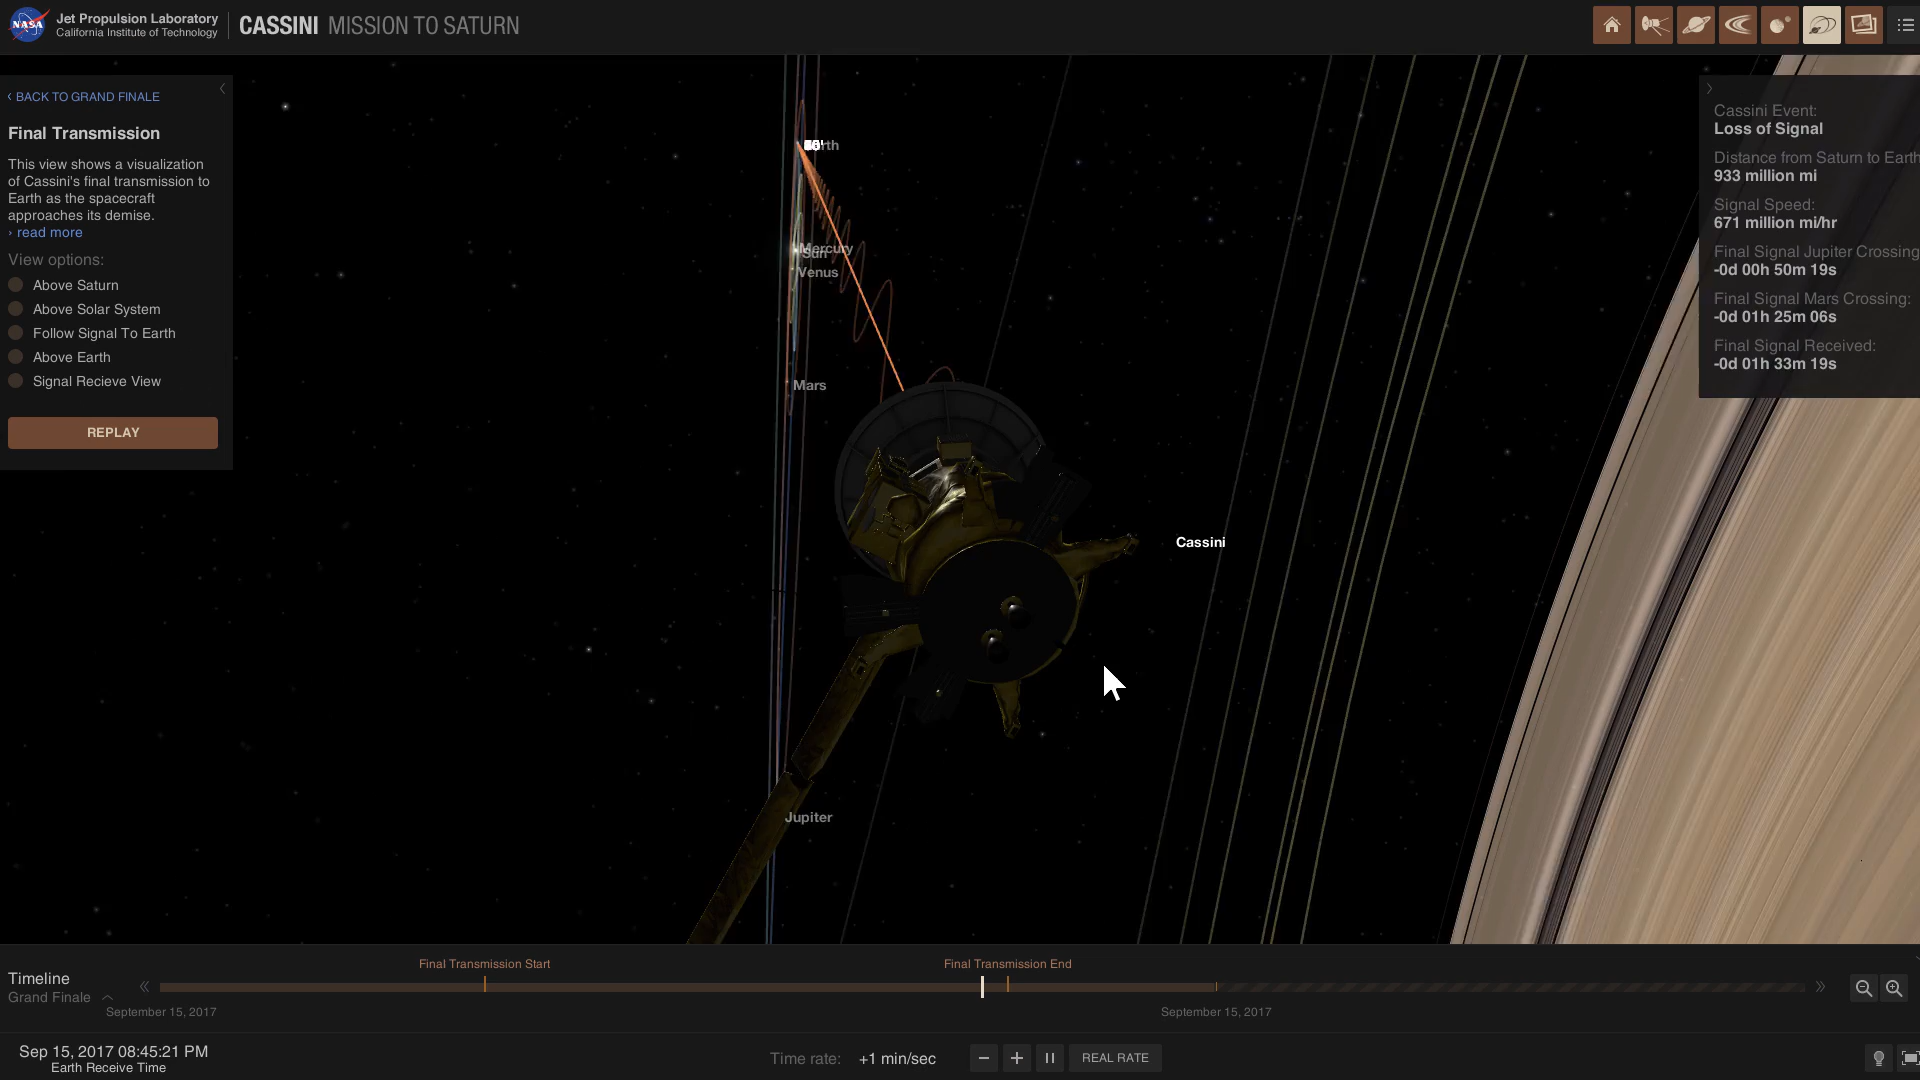 NASA
Jet Propulsion Laboratory
California Institute of Technology
CASSINI MISSION TO SATURN
‹ BACK TO GRAND FINALE
Final Transmission
This view shows a visualization
of Cassini's final transmission to
Earth as the spacecraft
approaches its demise.
› read more
View options:
Above Saturn
Above Solar System
Follow Signal To Earth
Above Earth
Signal Recieve View
REPLAY
Mercury
Sun
Venus
Mars
Cassini
Jupiter
Cassini Event:
Loss of Signal
Distance from Saturn to Earth
933 million mi
Signal Speed:
671 million mi/hr
Final Signal Jupiter Crossing
-0d 00h 50m 19s
Final Signal Mars Crossing:
-0d 01h 25m 06s
Final Signal Received:
-0d 01h 33m 19s
Final Transmission Start
Final Transmission End
Timeline
Grand Finale
September 15, 2017
September 15, 2017
Sep 15, 2017 08:45:21 PM
Earth Receive Time
Time rate: +1 min/sec
REAL RATE